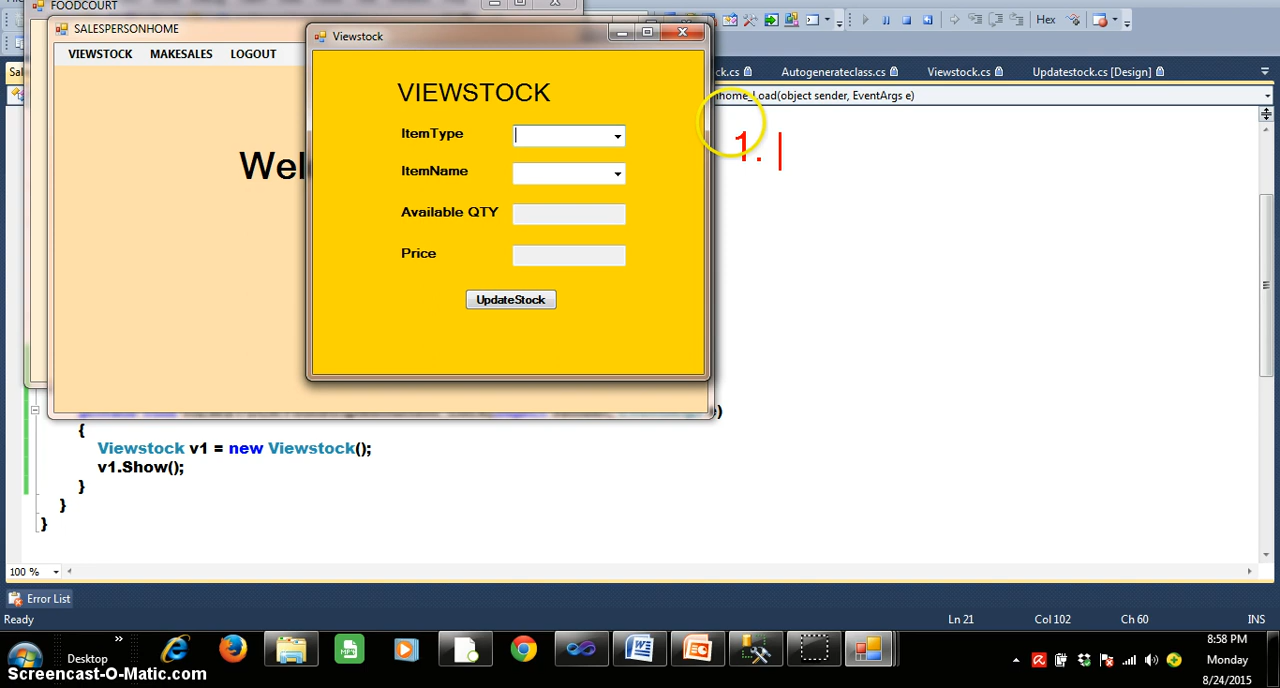 FOODCOURT
SALESPERSONHOME
VIEWSTOCK MAKESALES LOGOUT
Viewstock
Hex
ck.cs Autogenerateclass.cs Viewstock.cs Updatestock.cs [Design]
home_Load(object sender, EventArgs e)
VIEWSTOCK
ItemType
1.
Wel
ItemName
Available QTY
Price
UpdateStock
{
Viewstock v1 = new Viewstock();
v1.Show();
}
}
}
100 %
Error List
Ready Ln 21 Col 102 Ch 60 INS
Desktop
8:58 PM
Monday
8/24/2015
Screencast-O-Matic.com